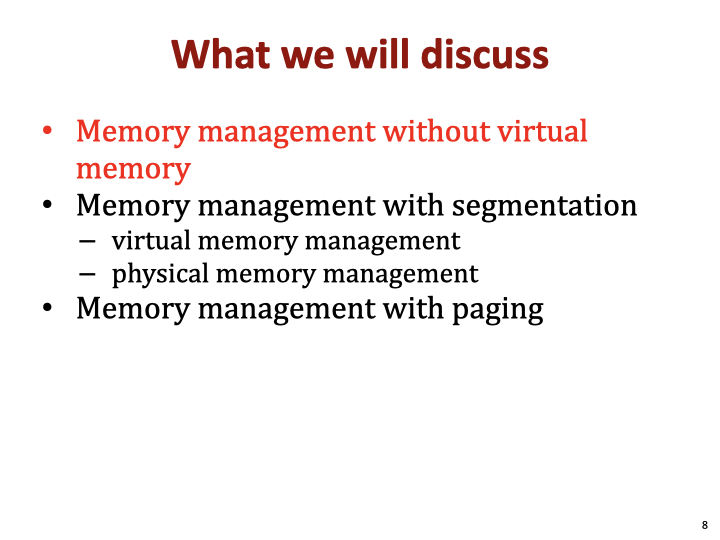 What we will discuss
• Memory management without virtual
memory
• Memory management with segmentation
– virtual memory management
– physical memory management
• Memory management with paging
8